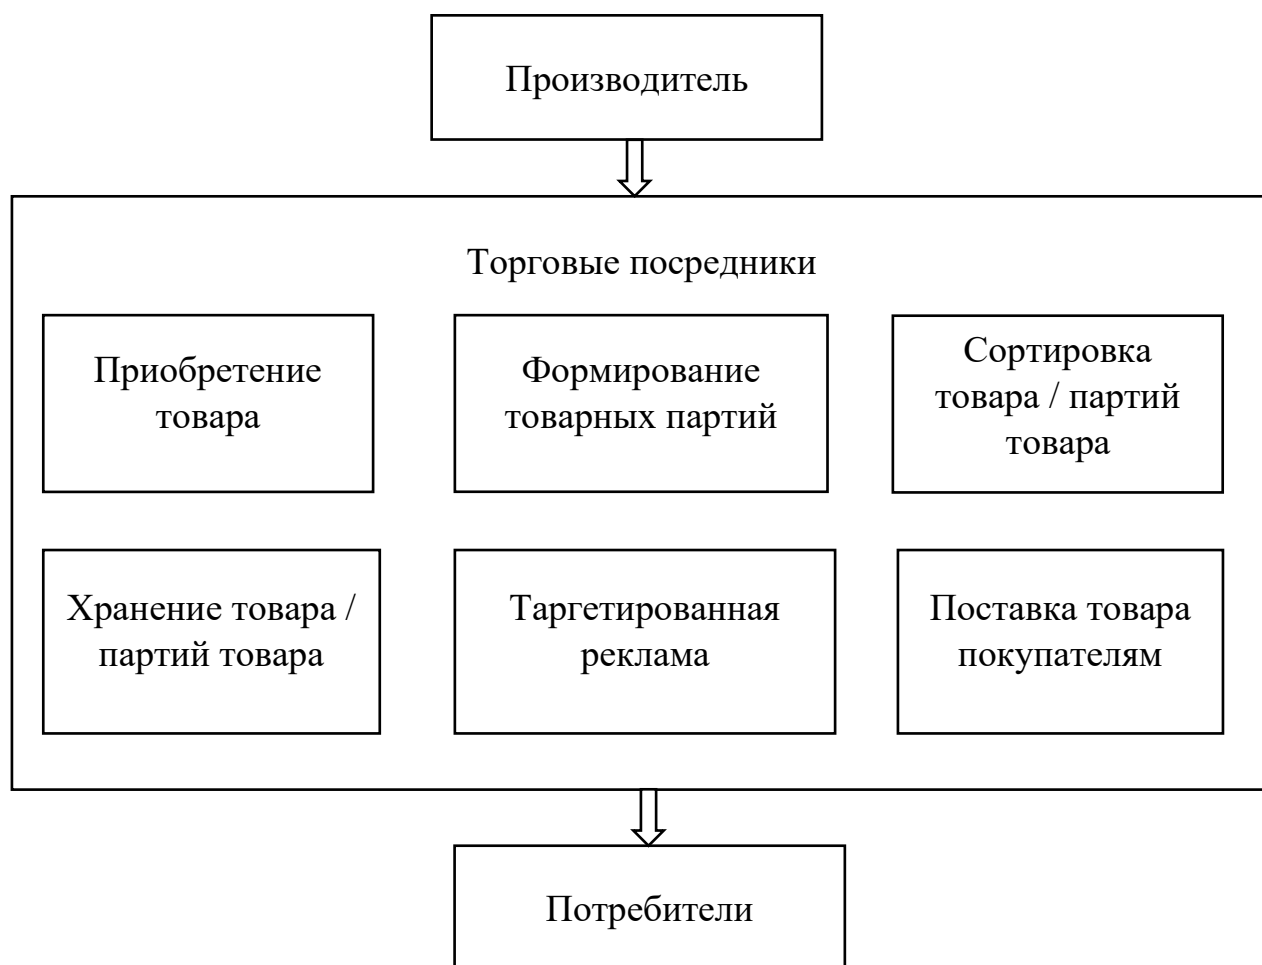 Производитель
Торговые посредники
Приобретение
товара
Формирование
товарных партий
Сортировка
товара / партий
товара
Хранение товара /
партий товара
Таргетированная
реклама
Поставка товара
покупателям
Потребители